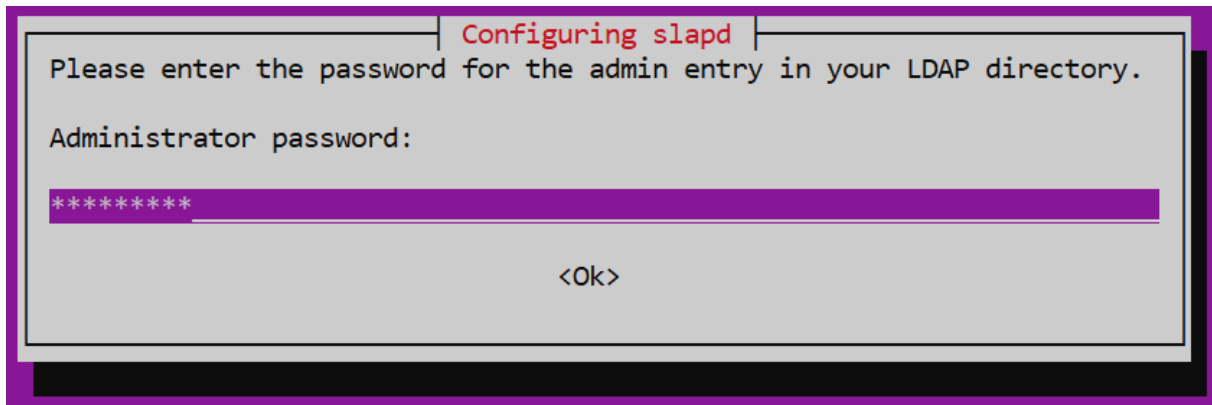 Configuring slapd
Please enter the password for the admin entry in your LDAP directory.
Administrator password:
*********
<Ok>